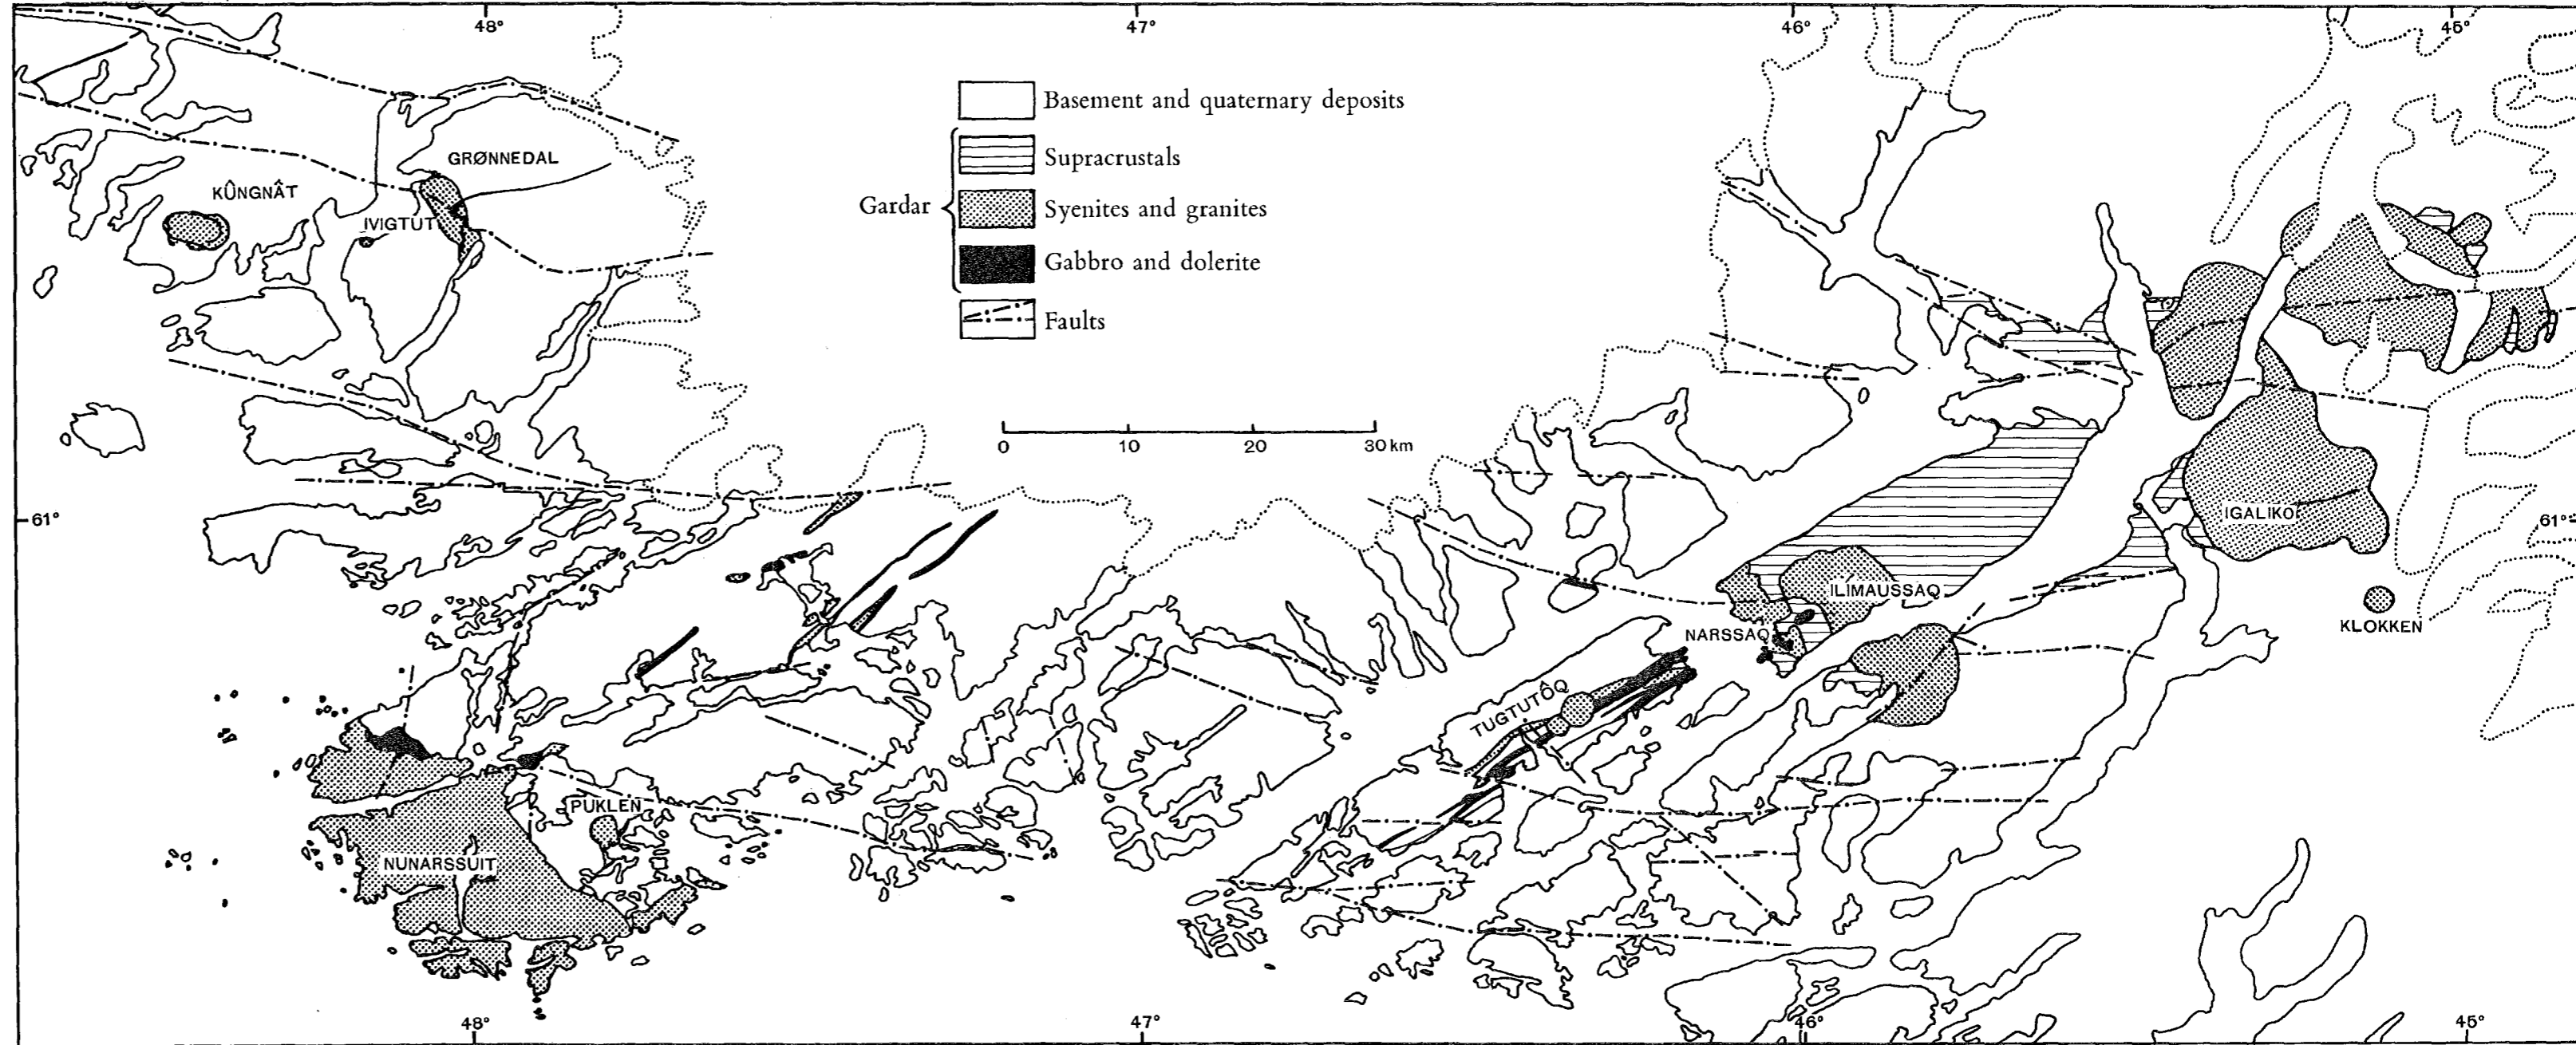 48°
47°
46°
45°
Basement and quaternary deposits
Supracrustals
Gardar
Syenites and granites
Gabbro and dolerite
Faults
GRØNNEDAL
KÛNGNÂT
IVIGTUT
0 10 20 30 km
61°
61°
IGALIKO
ILIMAUSSAQ
KLOKKEN
NARSSAQ
TUGTUTÔQ
PUKLEN
NUNARSSUIT
48°
47°
46°
45°